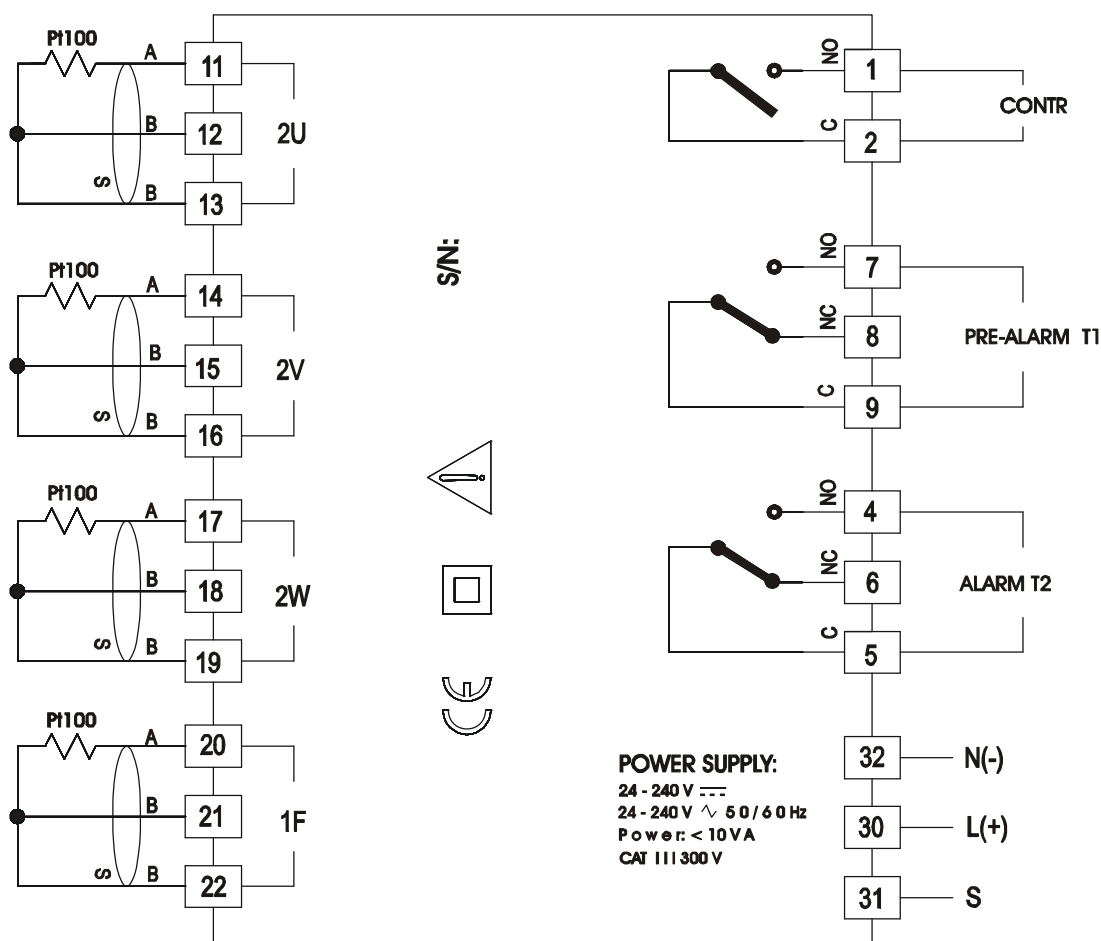 Pt100
A
11
B
12
2U
S
B
13
Pt100
A
14
B
15
2V
S
B
16
Pt100
A
17
B
18
2W
S
B
19
Pt100
A
20
B
21
1F
S
B
22
S/N:
CE
NO
1
CONTR
C
2
NO
7
NC
8
PRE-ALARM T1
C
9
NO
4
NC
6
ALARM T2
C
5
POWER SUPPLY:
24 - 240 V
24 - 240 V ∿ 50/60 Hz
Power: < 10 VA
CAT III 300 V
32 N(-)
30 L(+)
31 S